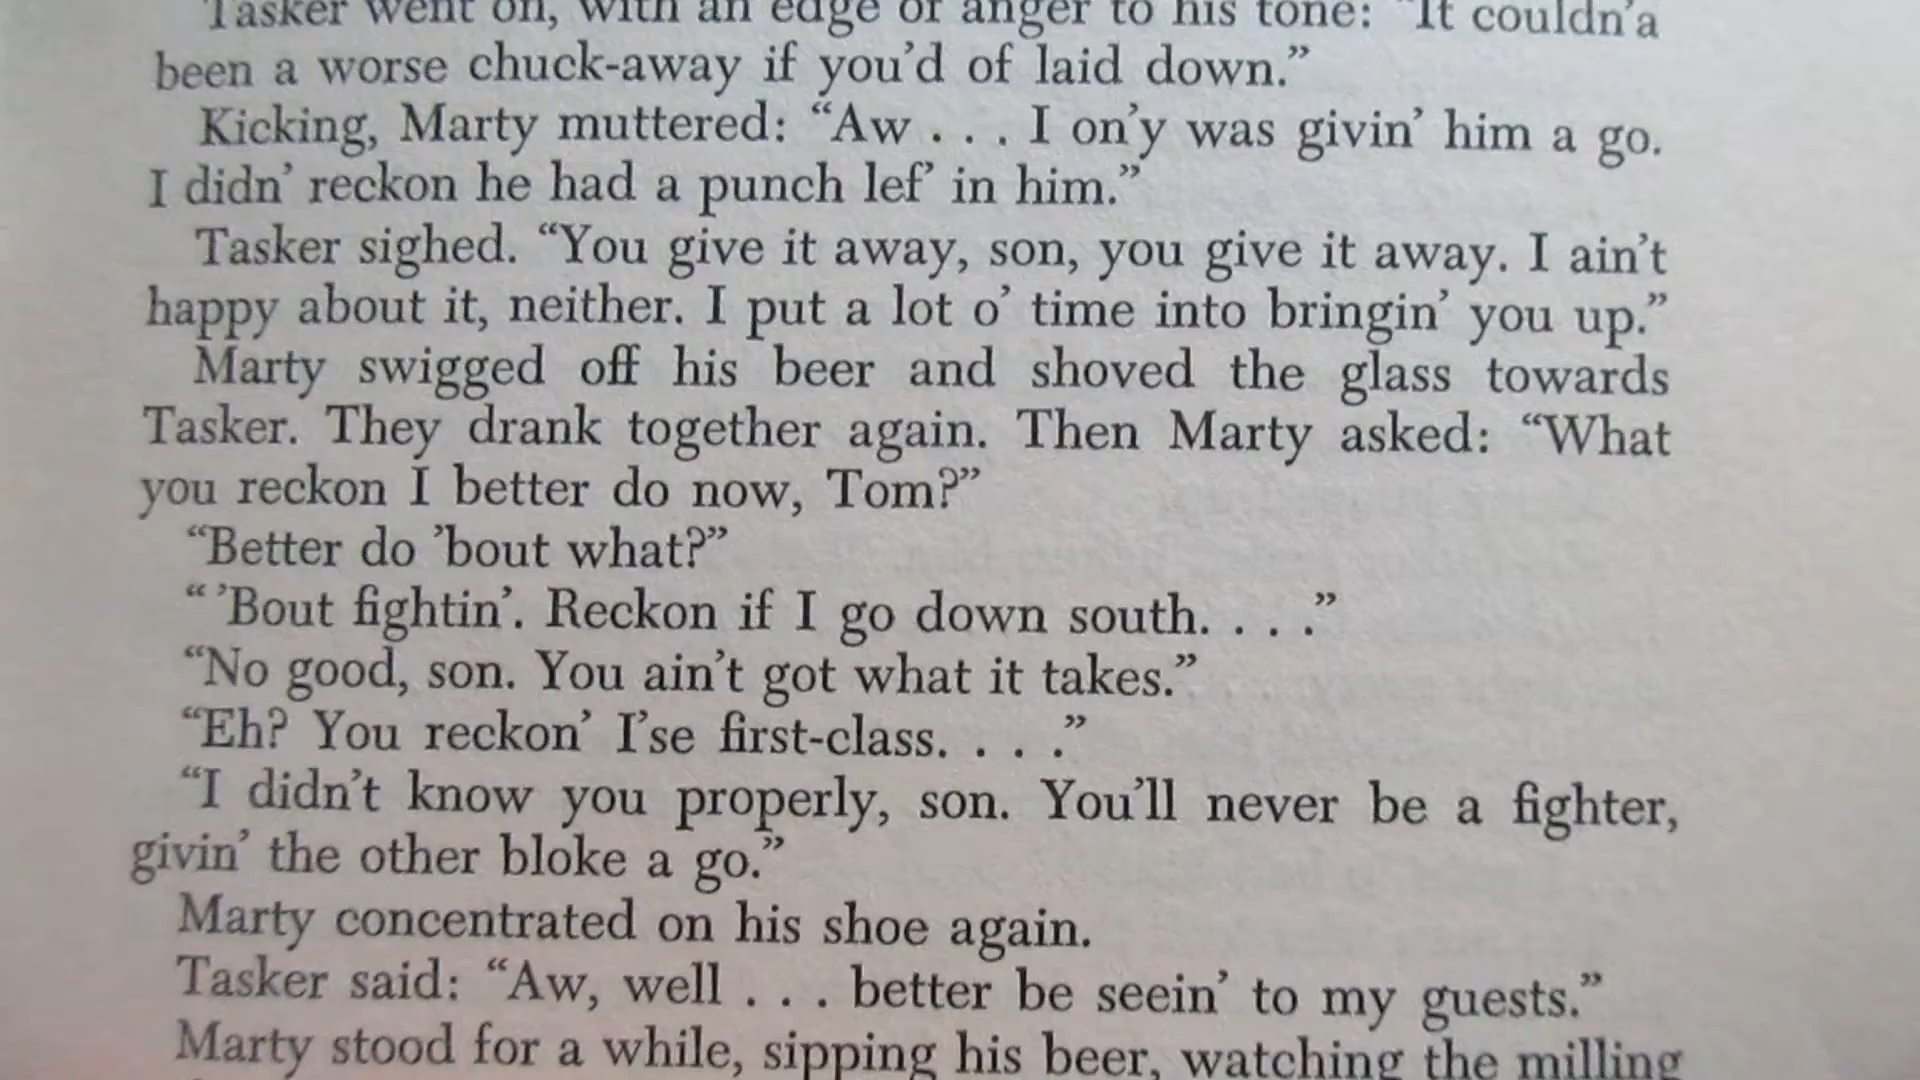 Tasker went on, with an edge of anger to his tone: “It couldn’a
been a worse chuck-away if you’d of laid down.”
Kicking, Marty muttered: “Aw . . . I on’y was givin’ him a go.
I didn’ reckon he had a punch lef’ in him.”
Tasker sighed. “You give it away, son, you give it away. I ain’t
happy about it, neither. I put a lot o’ time into bringin’ you up.”
Marty swigged off his beer and shoved the glass towards
Tasker. They drank together again. Then Marty asked: “What
you reckon I better do now, Tom?”
“Better do ’bout what?”
“ ’Bout fightin’. Reckon if I go down south. . . .”
“No good, son. You ain’t got what it takes.”
“Eh? You reckon’ I’se first-class. . . .”
“I didn’t know you properly, son. You’ll never be a fighter,
givin’ the other bloke a go.”
Marty concentrated on his shoe again.
Tasker said: “Aw, well . . . better be seein’ to my guests.”
Marty stood for a while, sipping his beer, watching the milling